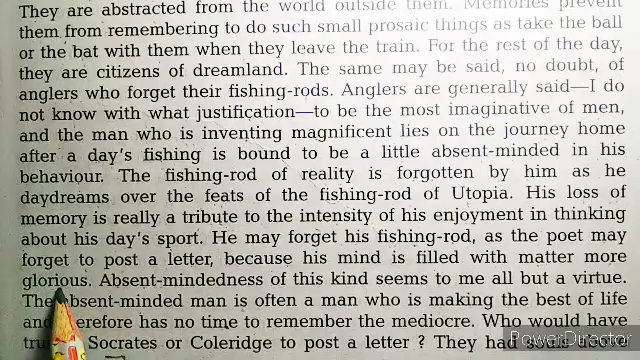 They are abstracted from the world outside them. Memories prevent
them from remembering to do such small prosaic things as take the ball
or the bat with them when they leave the train. For the rest of the day,
they are citizens of dreamland. The same may be said, no doubt, of
anglers who forget their fishing-rods. Anglers are generally said—I do
not know with what justification—to be the most imaginative of men,
and the man who is inventing magnificent lies on the journey home
after a day's fishing is bound to be a little absent-minded in his
behaviour. The fishing-rod of reality is forgotten by him as he
daydreams over the feats of the fishing-rod of Utopia. His loss of
memory is really a tribute to the intensity of his enjoyment in thinking
about his day's sport. He may forget his fishing-rod, as the poet may
forget to post a letter, because his mind is filled with matter more
glorious. Absent-mindedness of this kind seems to me all but a virtue.
The absent-minded man is often a man who is making the best of life
and therefore has no time to remember the mediocre. Who would have
Socrates or Coleridge to post a letter ? They had souls above
PowerDirector